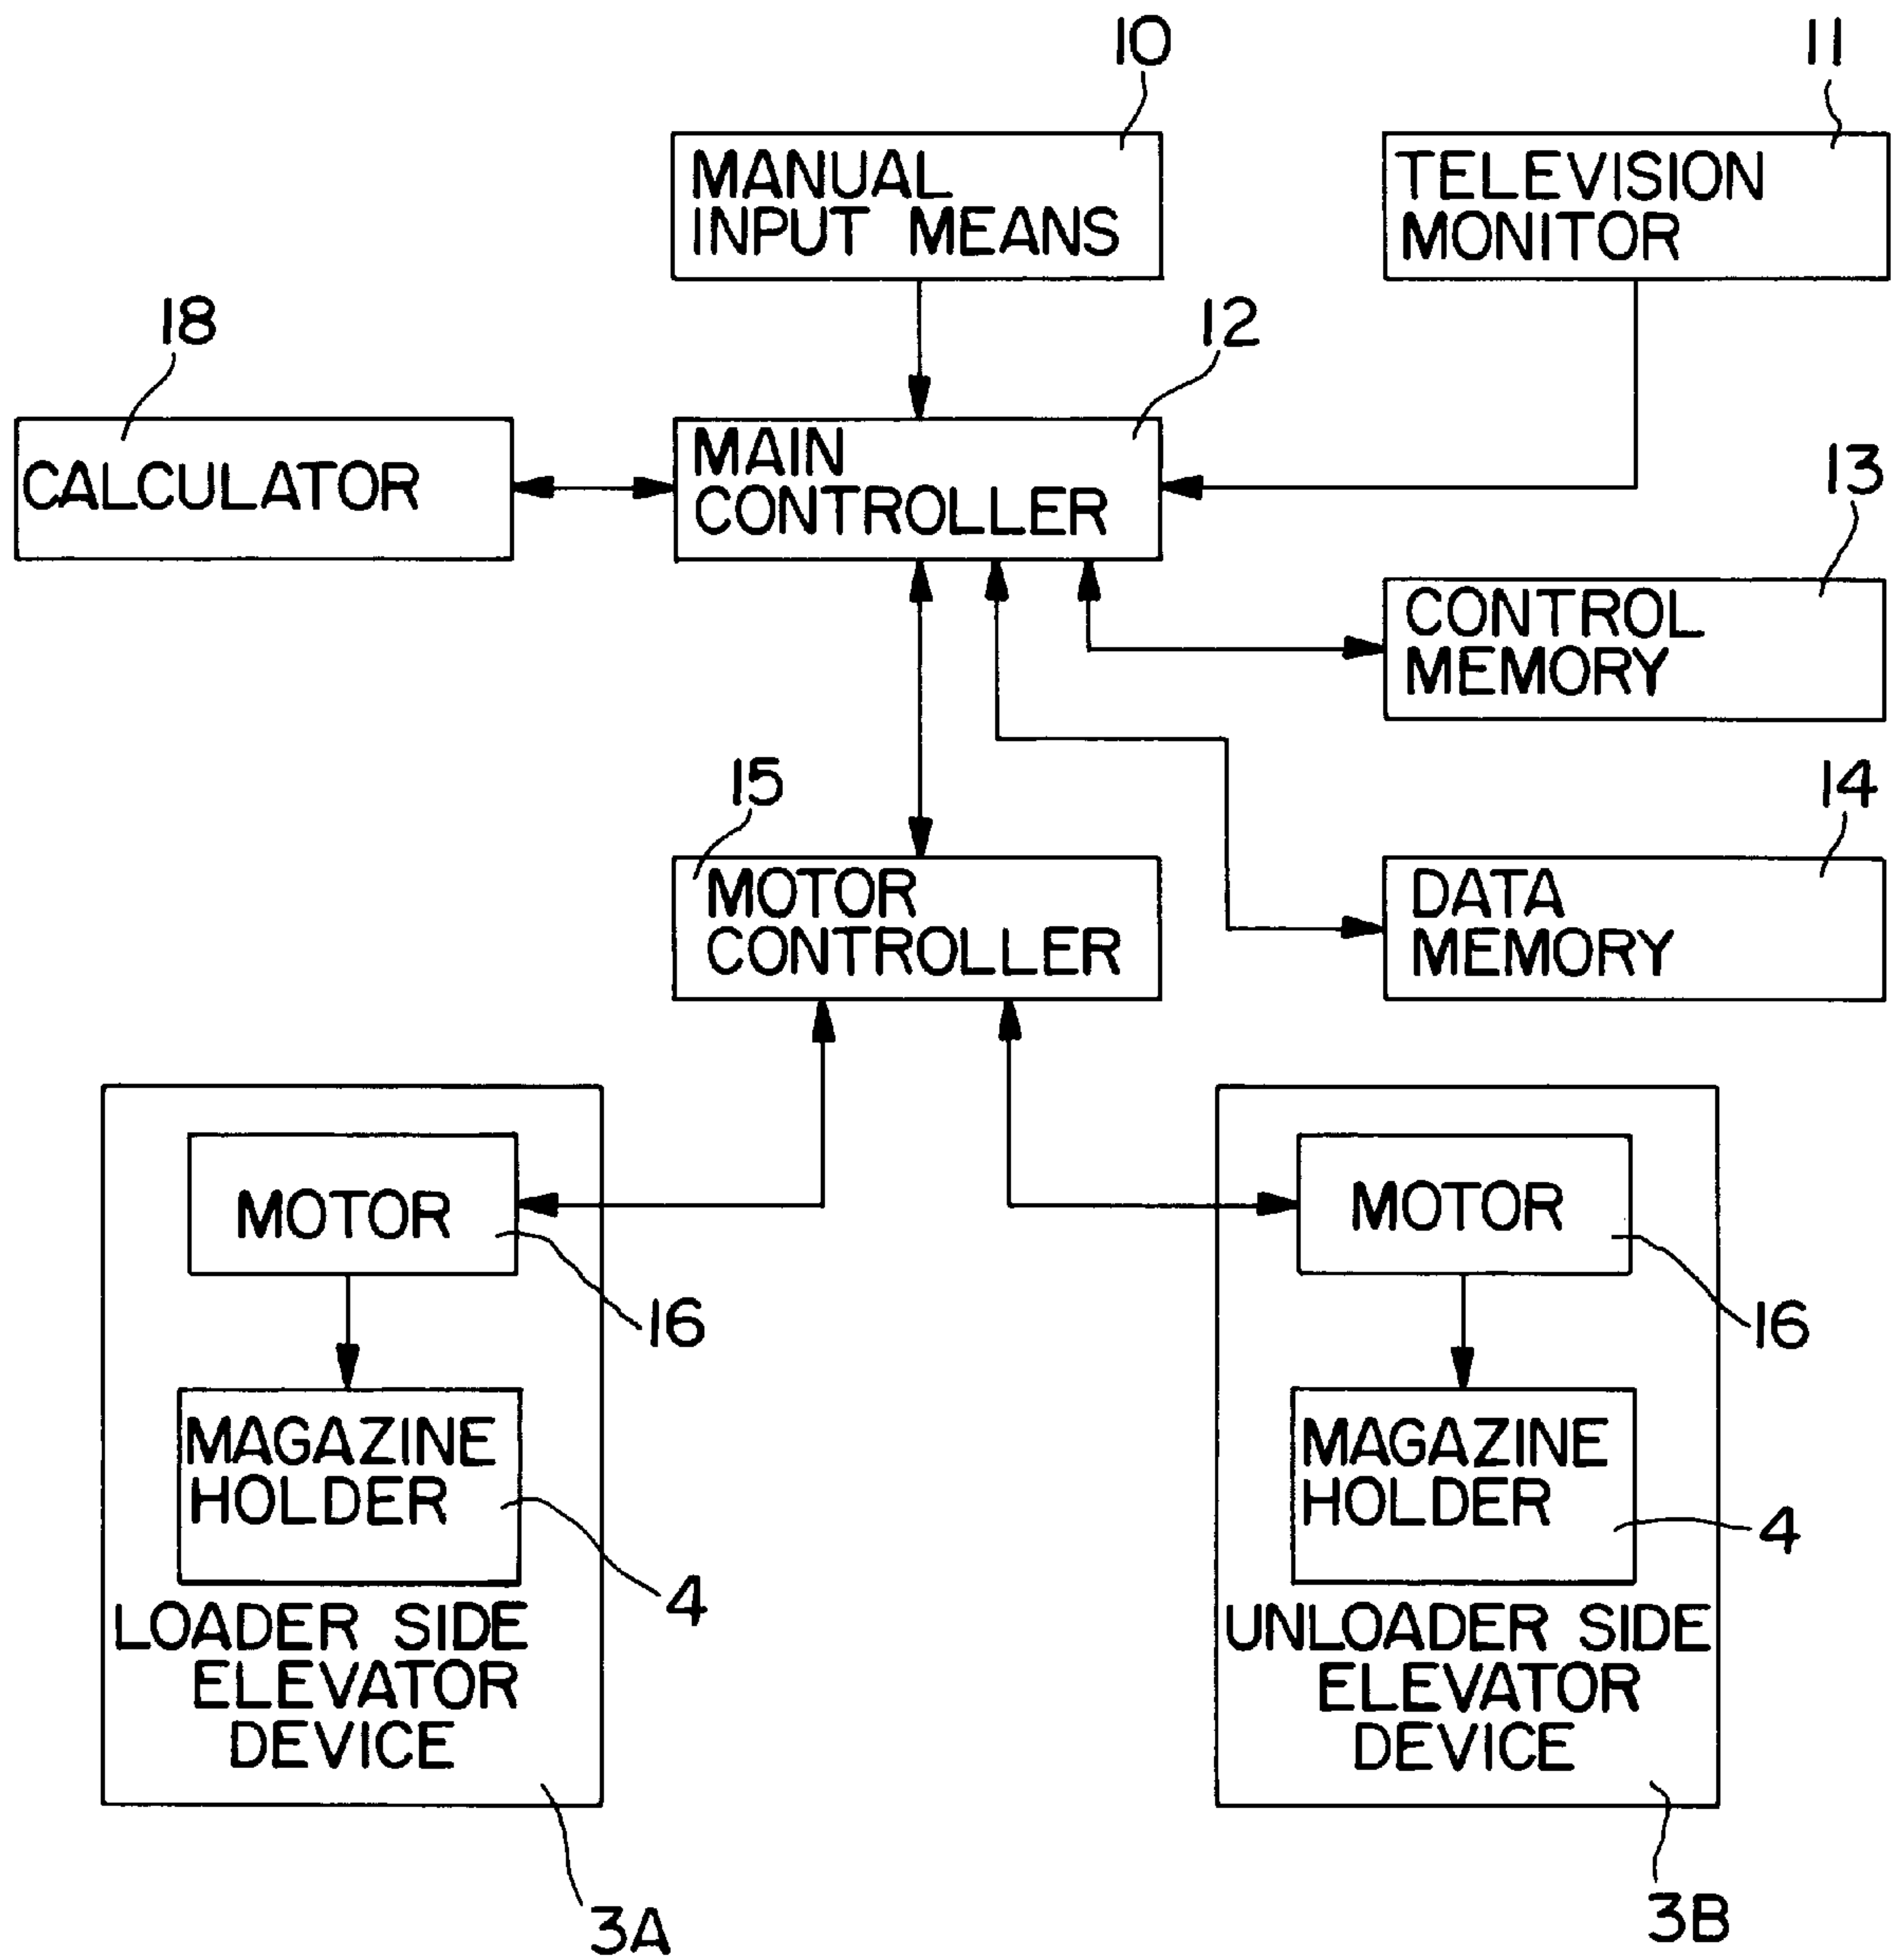 10
11
MANUAL
INPUT MEANS
TELEVISION
MONITOR
18
12
CALCULATOR
MAIN
CONTROLLER
13
CONTROL
MEMORY
15
14
MOTOR
CONTROLLER
DATA
MEMORY
MOTOR
16
MAGAZINE
HOLDER
4
LOADER SIDE
ELEVATOR
DEVICE
3A
MOTOR
16
MAGAZINE
HOLDER
4
UNLOADER SIDE
ELEVATOR
DEVICE
3B